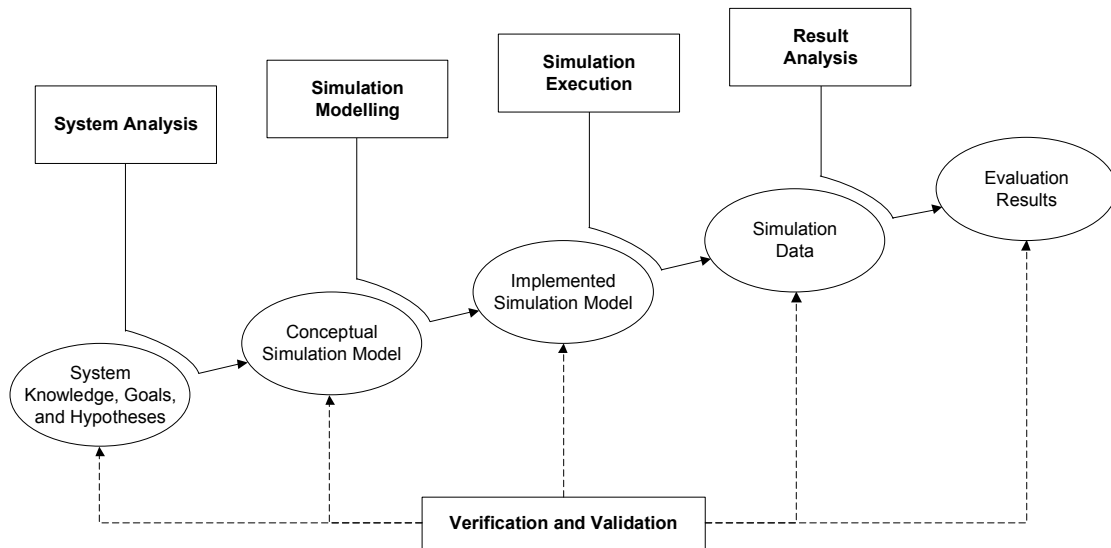 Result
Analysis
Simulation
Execution
Simulation
Modelling
System Analysis
Evaluation
Results
Simulation
Data
Implemented
Simulation Model
Conceptual
Simulation Model
System
Knowledge, Goals,
and Hypotheses
Verification and Validation